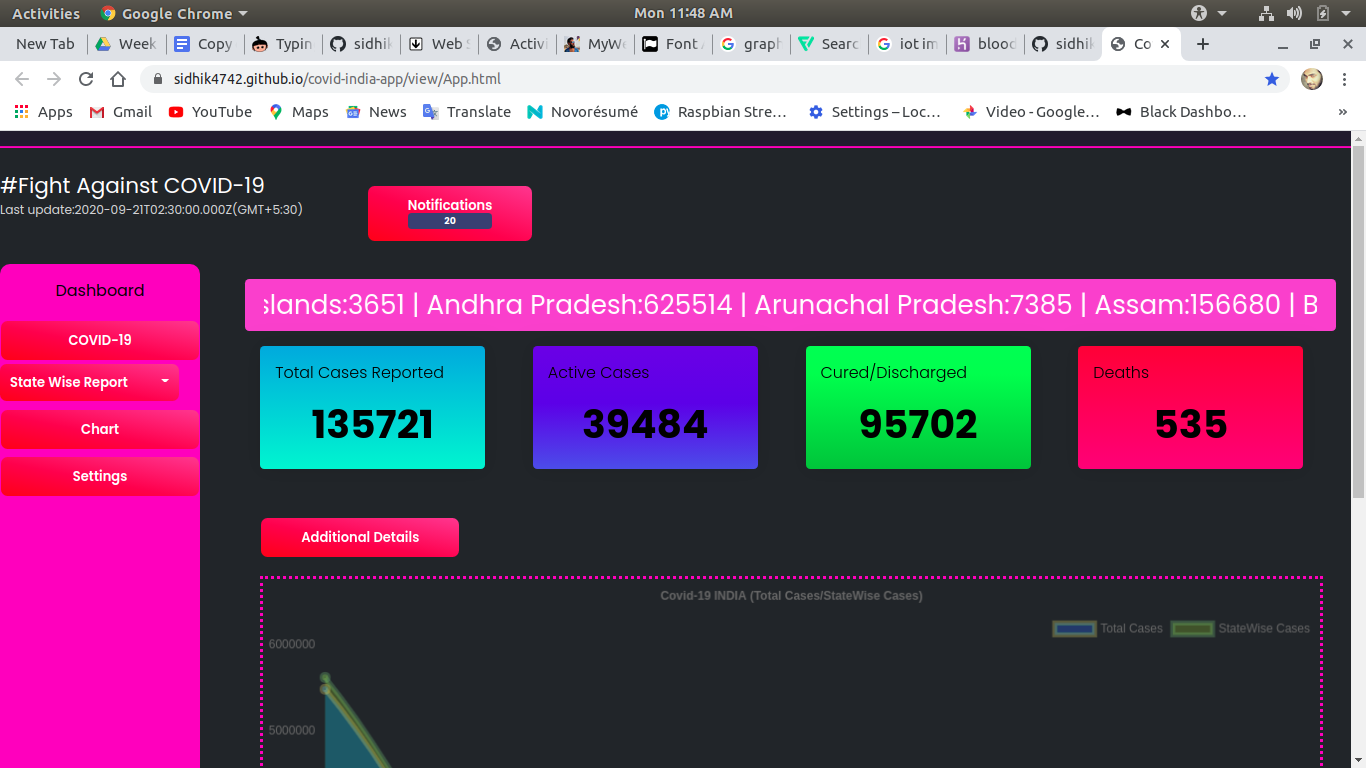 Activities Google Chrome Mon 11:48 AM
New Tab Week Copy Typin sidhik Web S Activi MyWe Font A graph Searc iot im blood sidhik Co
sidhik4742.github.io/covid-india-app/view/App.html
Apps Gmail YouTube Maps News Translate Novorésumé Raspbian Stre… Settings – Loc… Video - Google… Black Dashbo… »
#Fight Against COVID-19
Last update:2020-09-21T02:30:00.000Z(GMT+5:30)
Notifications
20
Dashboard
COVID-19
State Wise Report
Chart
Settings
slands:3651 | Andhra Pradesh:625514 | Arunachal Pradesh:7385 | Assam:156680 | B
Total Cases Reported
135721
Active Cases
39484
Cured/Discharged
95702
Deaths
535
Additional Details
Covid-19 INDIA (Total Cases/StateWise Cases)
Total Cases StateWise Cases
6000000
5000000